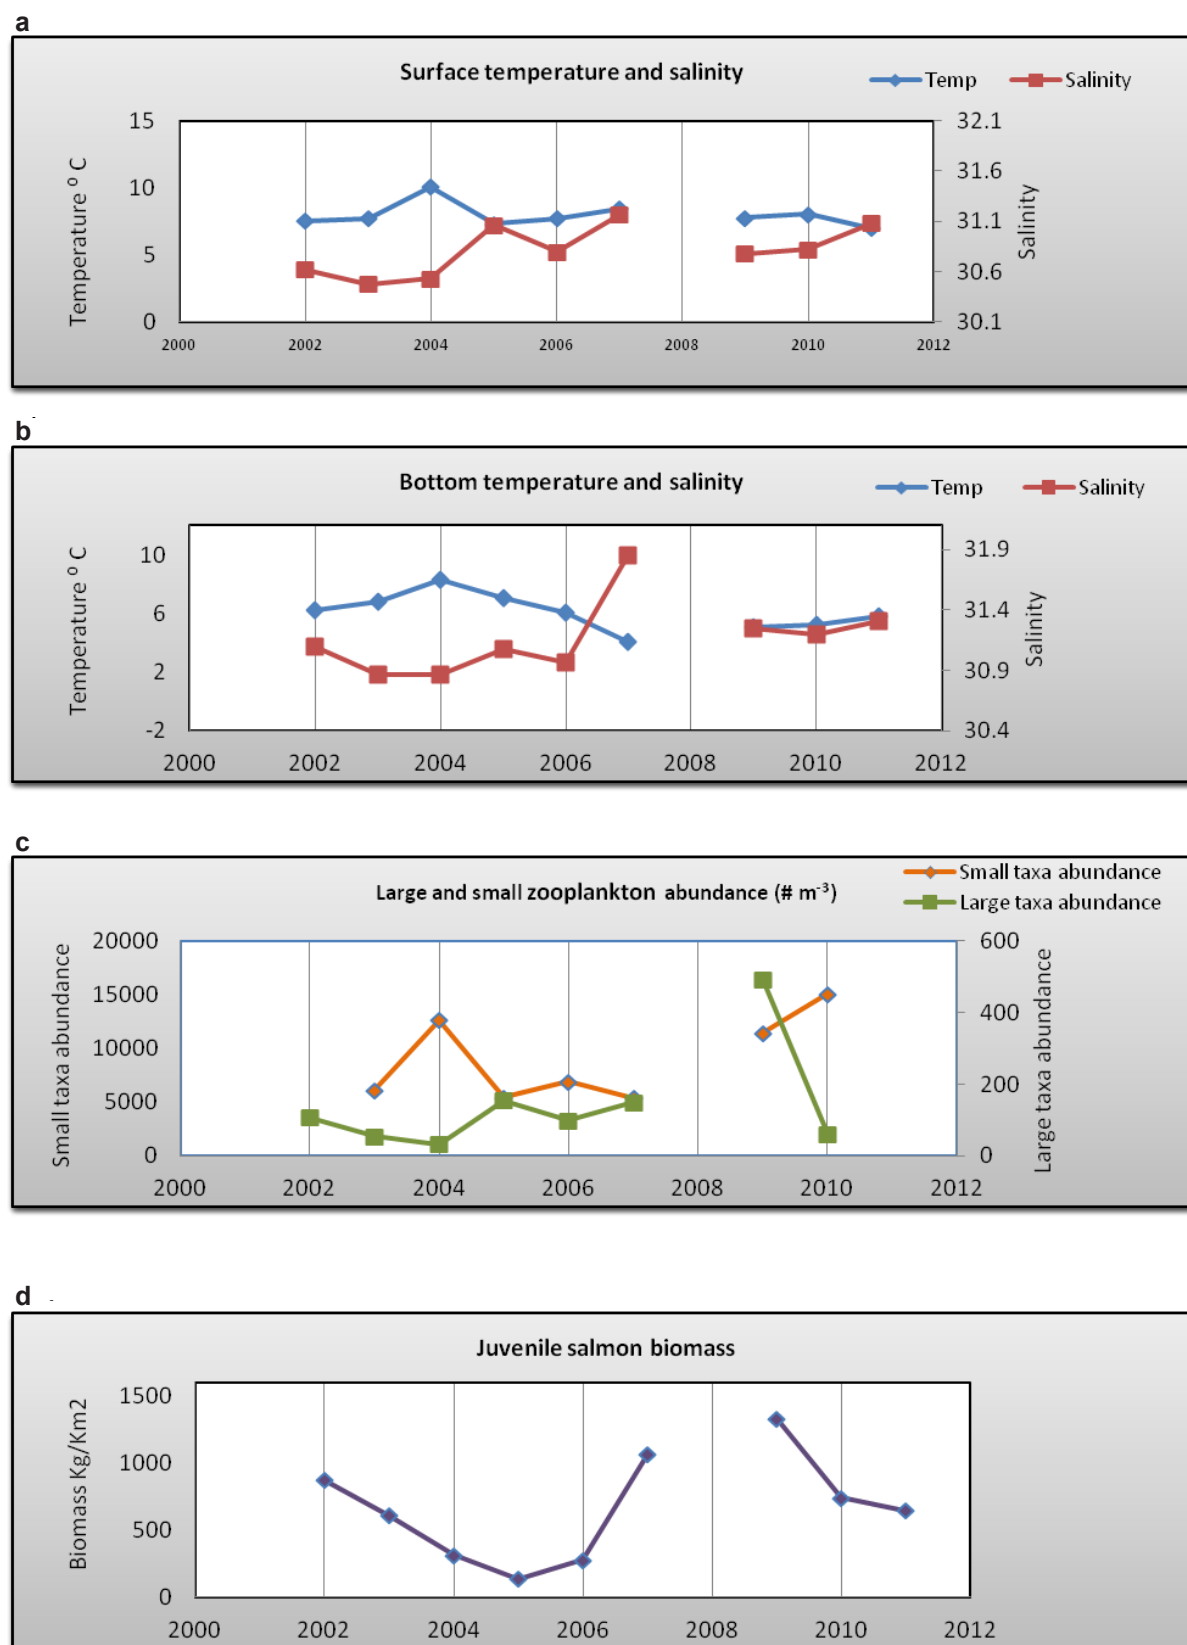 a
Surface temperature and salinity
Temp
Salinity
15
10
5
0
Temperature ⁰ C
32.1
31.6
31.1
30.6
30.1
Salinity
2000 2002 2004 2006 2008 2010 2012
b
Bottom temperature and salinity
Temp
Salinity
10
6
2
-2
Temperature ⁰ C
31.9
31.4
30.9
30.4
Salinity
2000 2002 2004 2006 2008 2010 2012
c
Large and small zooplankton abundance (# m⁻³)
Small taxa abundance
Large taxa abundance
20000
15000
10000
5000
0
Small taxa abundance
600
400
200
0
Large taxa abundance
2000 2002 2004 2006 2008 2010 2012
d
Juvenile salmon biomass
1500
1000
500
0
Biomass Kg/Km2
2000 2002 2004 2006 2008 2010 2012